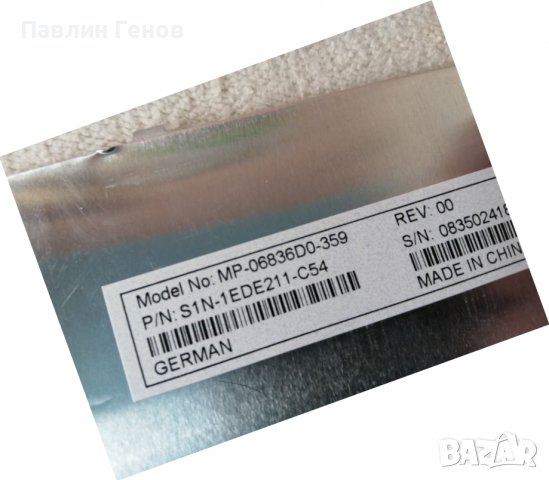 Павлин Генов
Model No: MP-06836D0-359
P/N: S1N-1EDE211-C54
GERMAN
REV: 00
S/N: 08350241
MADE IN CHIN
BAZAR